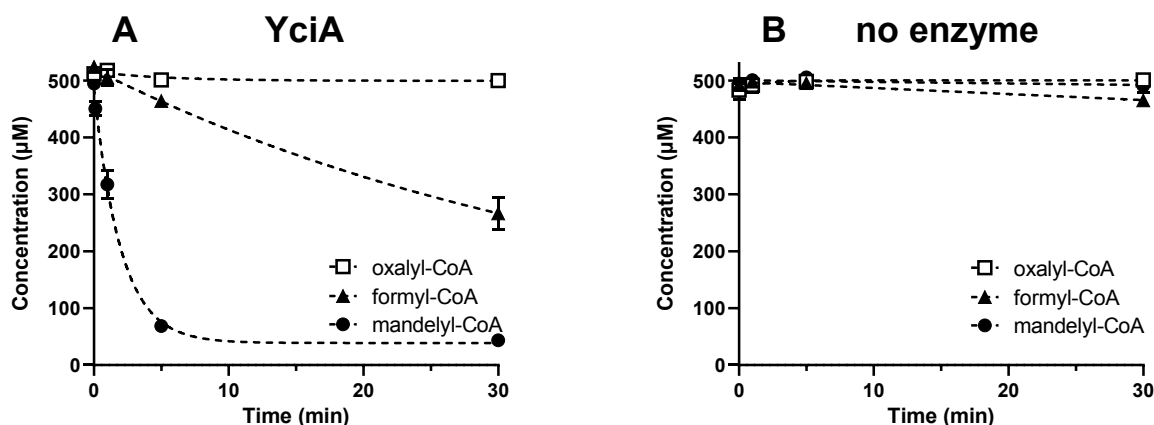 A YciA
Concentration (µM)
500
400
300
200
100
0
oxalyl-CoA
formyl-CoA
mandelyl-CoA
0 10 20 30
Time (min)
B no enzyme
Concentration (µM)
500
400
300
200
100
0
oxalyl-CoA
formyl-CoA
mandelyl-CoA
0 10 20 30
Time (min)